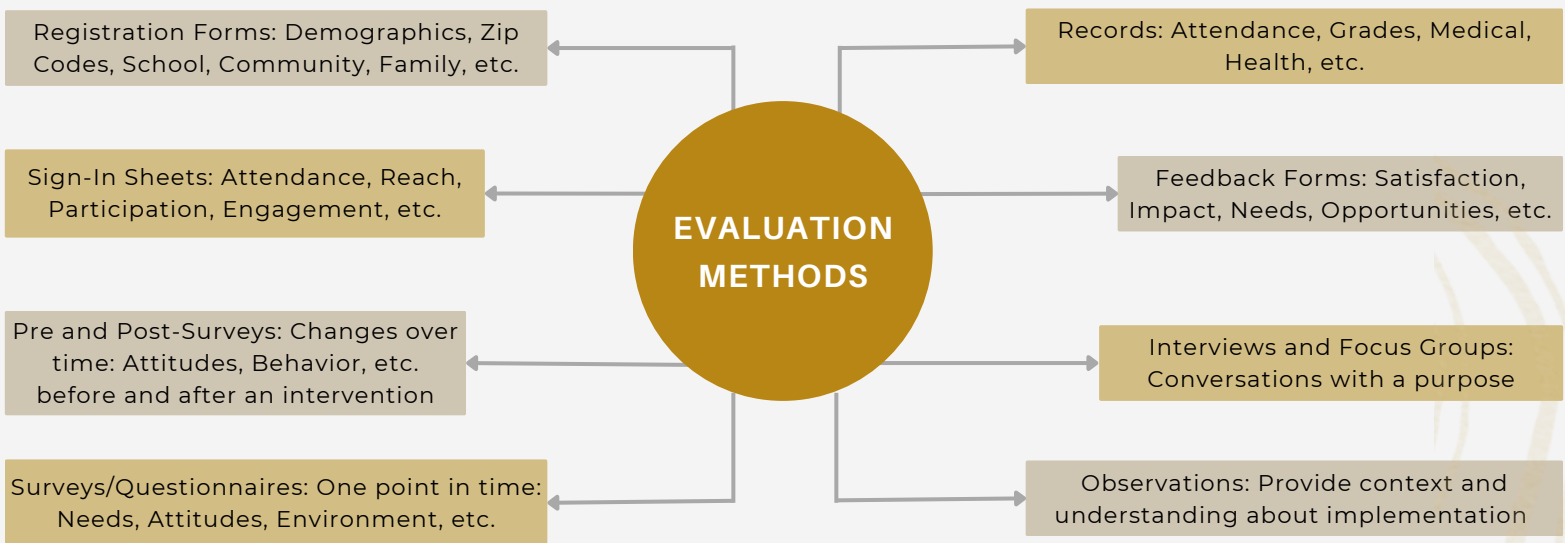 Registration Forms: Demographics, Zip
Codes, School, Community, Family, etc.
Sign-In Sheets: Attendance, Reach,
Participation, Engagement, etc.
Pre and Post-Surveys: Changes over
time: Attitudes, Behavior, etc.
before and after an intervention
Surveys/Questionnaires: One point in time:
Needs, Attitudes, Environment, etc.
EVALUATION
METHODS
Records: Attendance, Grades, Medical,
Health, etc.
Feedback Forms: Satisfaction,
Impact, Needs, Opportunities, etc.
Interviews and Focus Groups:
Conversations with a purpose
Observations: Provide context and
understanding about implementation